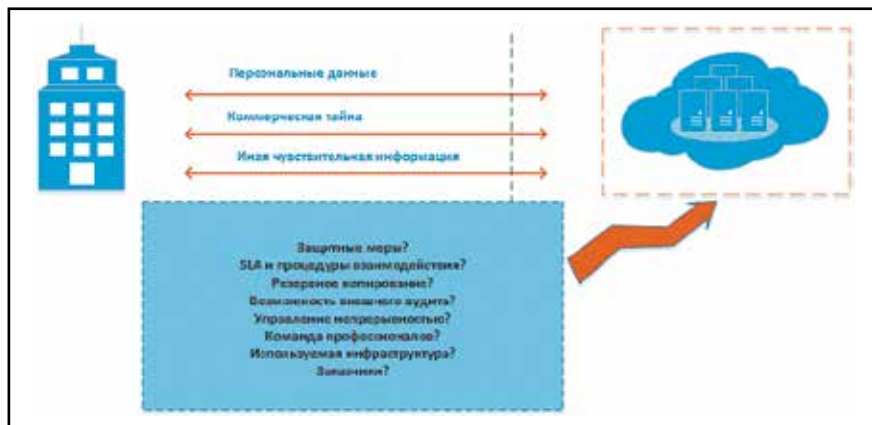 Персональные данные
Коммерческая тайна
Иная чувствительная информация
Защитные меры?
SLA и процедуры взаимодействия?
Резервное копирование?
Возможность внешнего аудита?
Управление непрерывностью?
Команда профессионалов?
Используемая инфраструктура?
Заказчики?